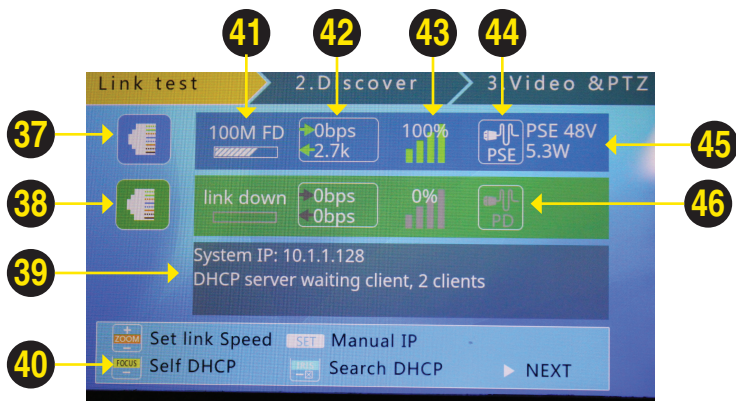 41 42 43 44
Link test 2.Discover 3.Video &PTZ
37
100M FD
0bps
2.7k
100%
PSE
PSE 48V
5.3W
45
38
link down
0bps
0bps
0%
PD
46
39
System IP: 10.1.1.128
DHCP server waiting client, 2 clients
40
ZOOM Set link Speed SET Manual IP
FOCUS Self DHCP Search DHCP NEXT